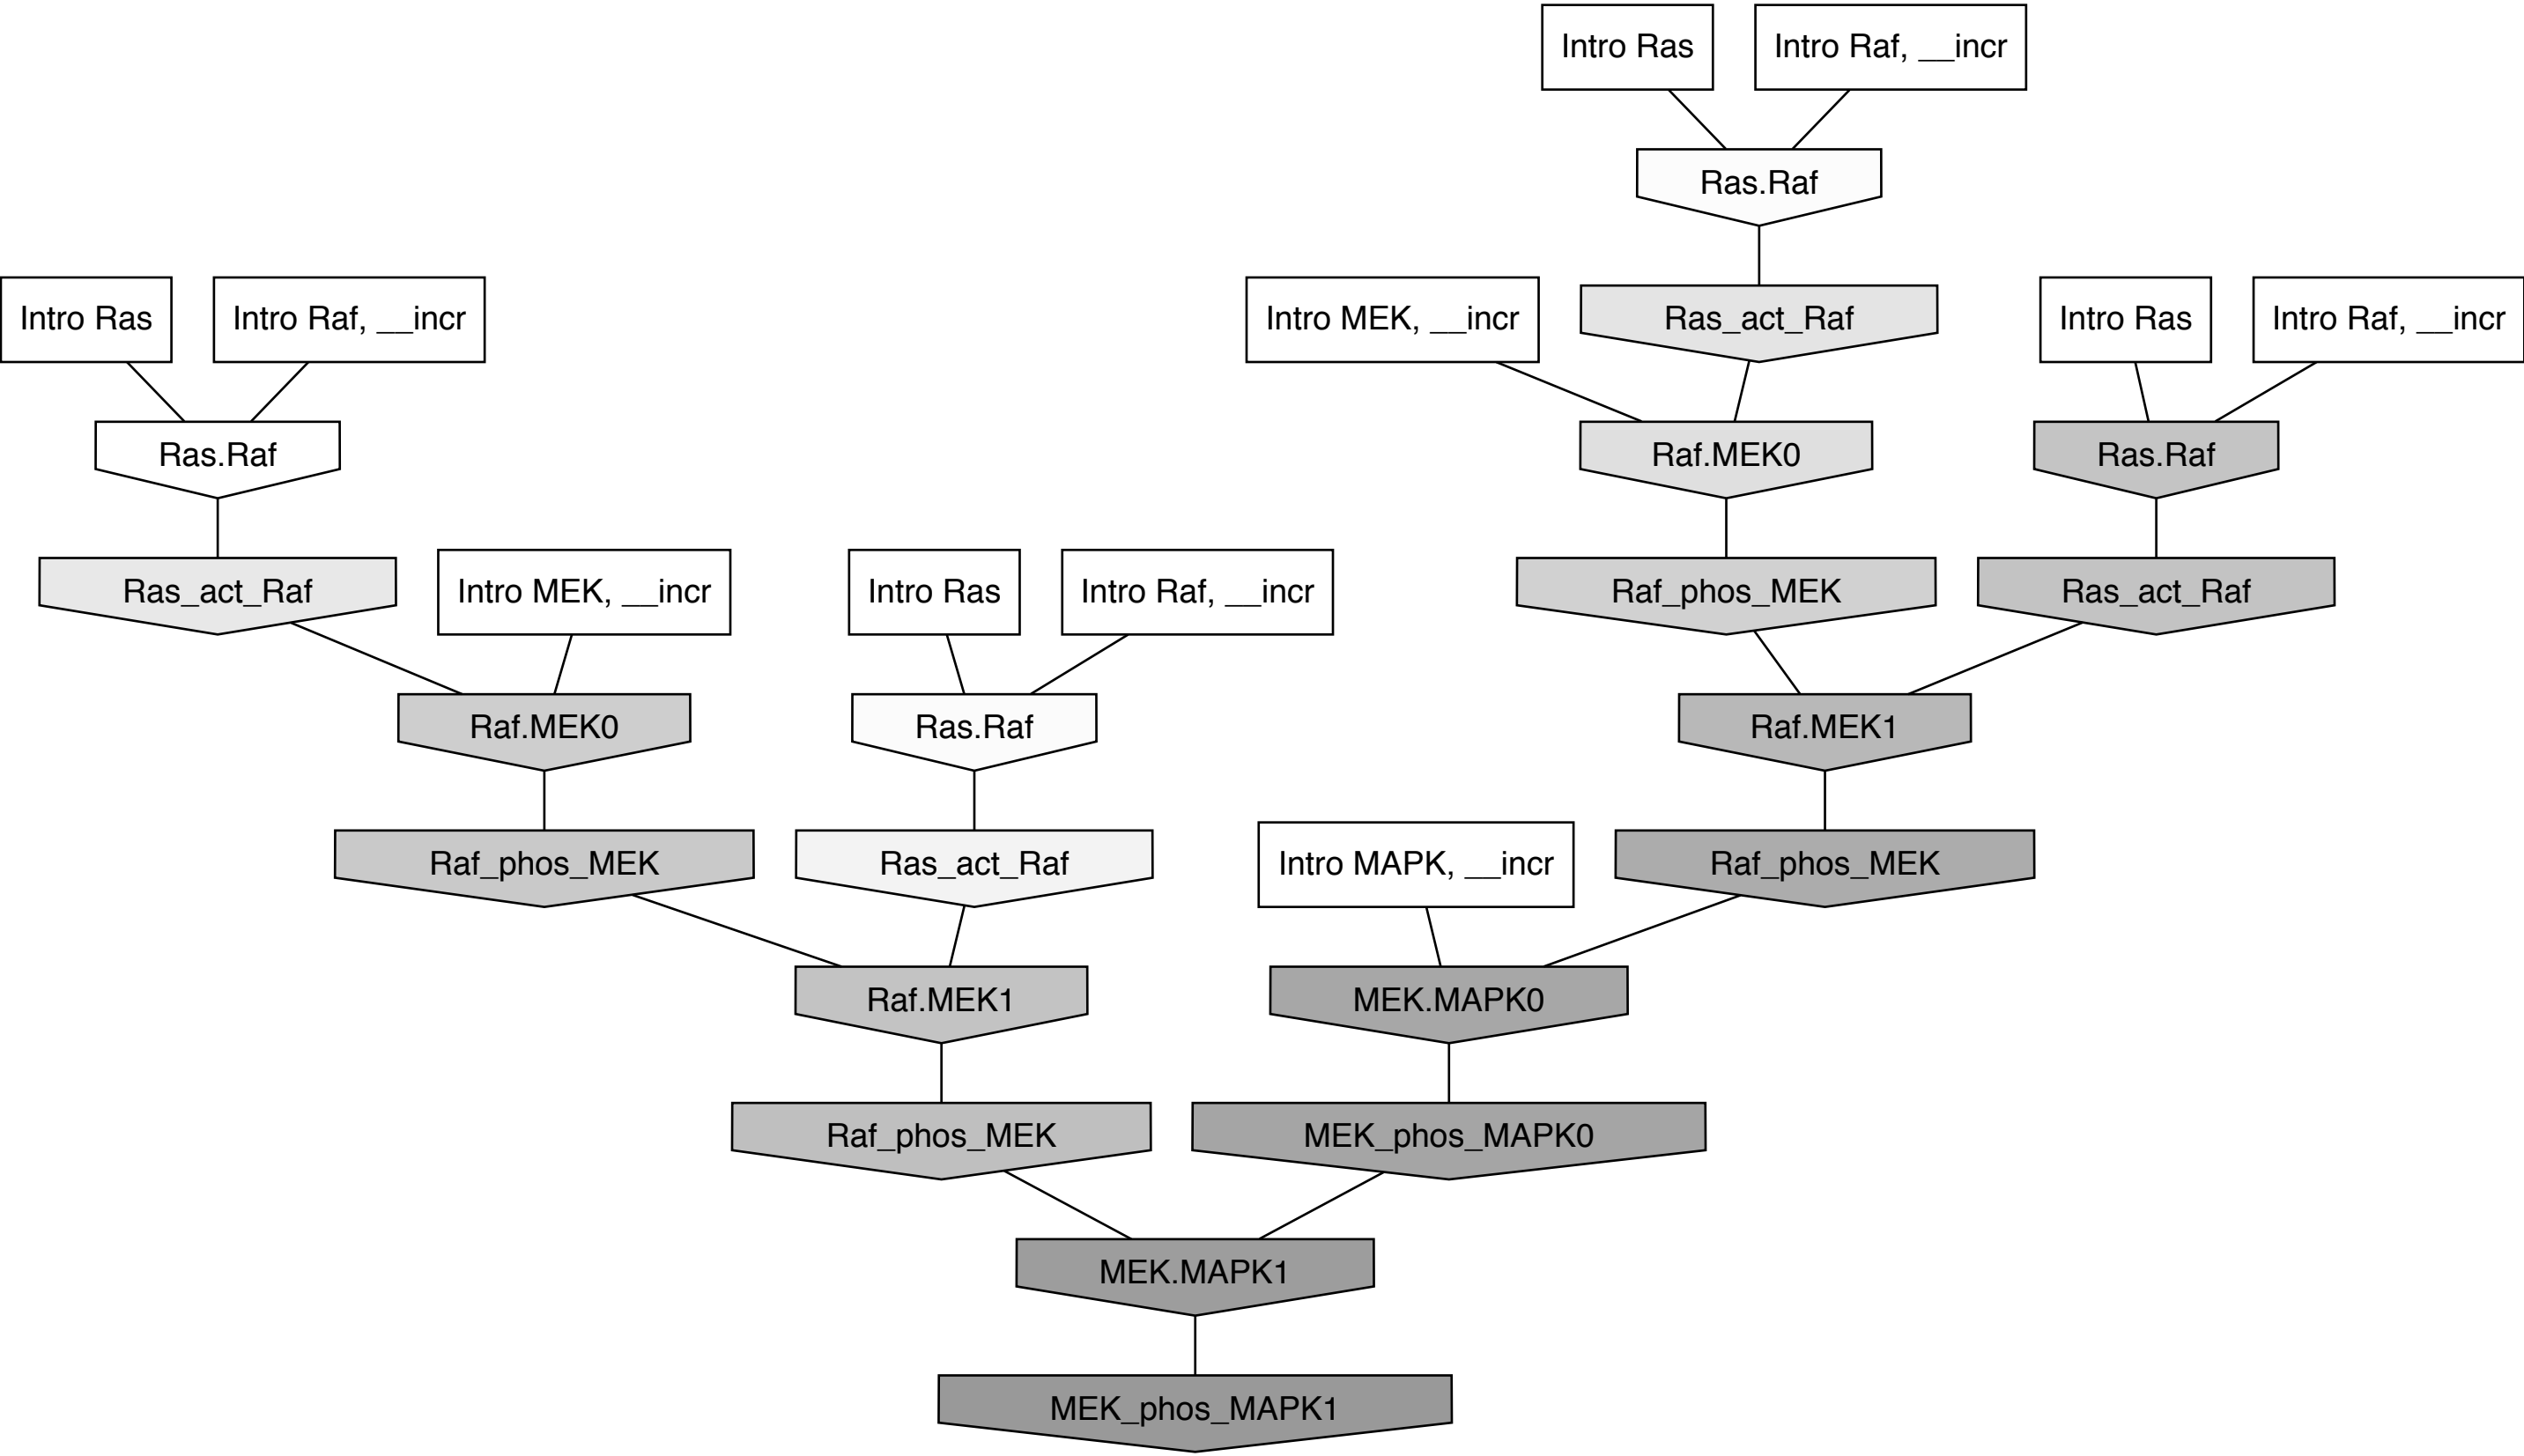 Intro Ras
Intro Raf, __incr
Ras.Raf
Intro Ras
Intro Raf, __incr
Intro MEK, __incr
Ras_act_Raf
Intro Ras
Intro Raf, __incr
Ras.Raf
Raf.MEK0
Ras.Raf
Ras_act_Raf
Intro MEK, __incr
Intro Ras
Intro Raf, __incr
Raf_phos_MEK
Ras_act_Raf
Raf.MEK0
Ras.Raf
Raf.MEK1
Raf_phos_MEK
Ras_act_Raf
Intro MAPK, __incr
Raf_phos_MEK
Raf.MEK1
MEK.MAPK0
Raf_phos_MEK
MEK_phos_MAPK0
MEK.MAPK1
MEK_phos_MAPK1